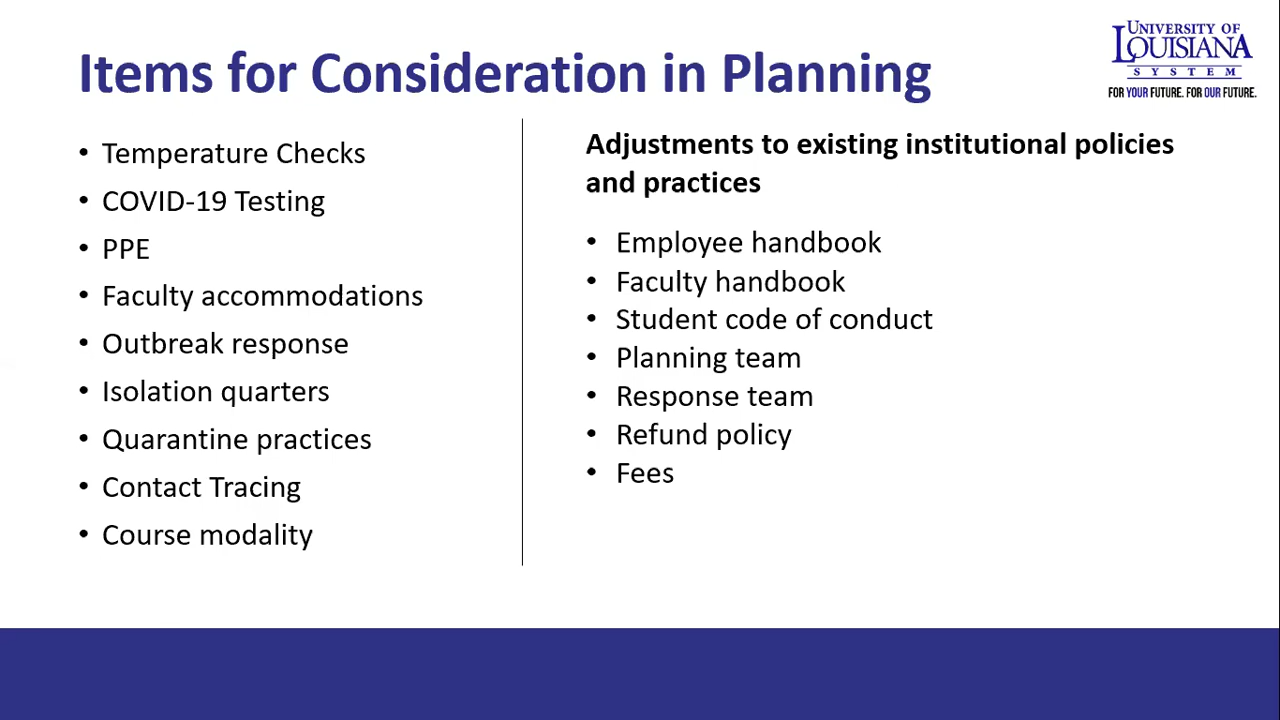 Items for Consideration in Planning
UNIVERSITY OF
LOUISIANA
SYSTEM
FOR YOUR FUTURE. FOR OUR FUTURE.
• Temperature Checks
• COVID-19 Testing
• PPE
• Faculty accommodations
• Outbreak response
• Isolation quarters
• Quarantine practices
• Contact Tracing
• Course modality
Adjustments to existing institutional policies
and practices
• Employee handbook
• Faculty handbook
• Student code of conduct
• Planning team
• Response team
• Refund policy
• Fees